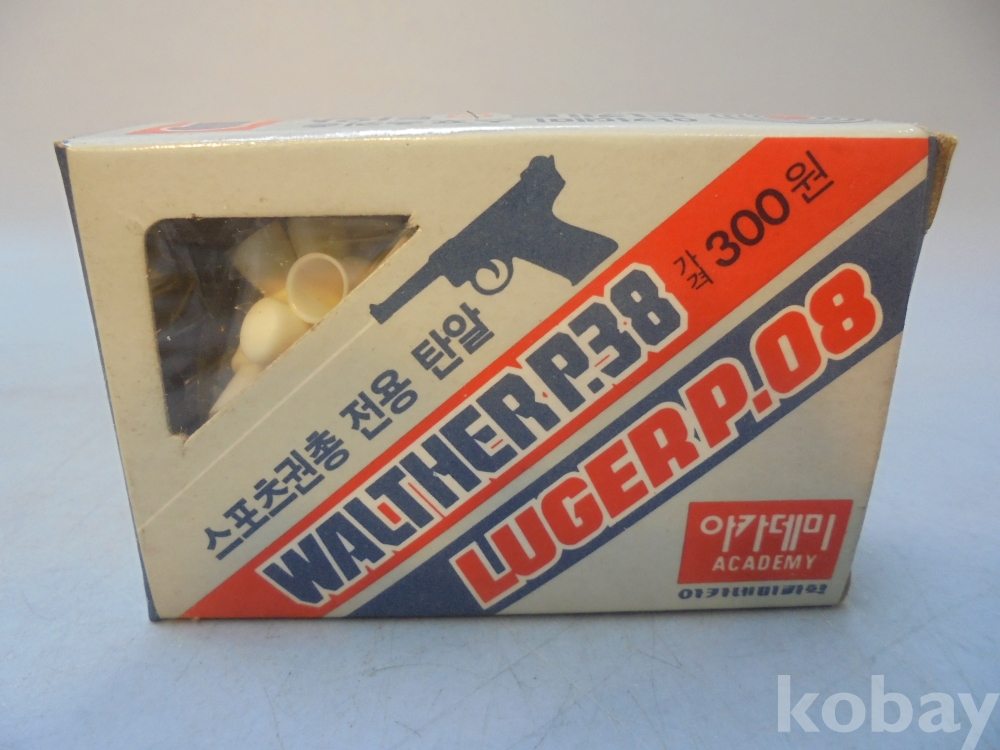 가격 300원
스포츠권총 전용 탄알
WALTHER P.38
LUGER P.08
아카데미
ACADEMY
아카데미과학
kobay